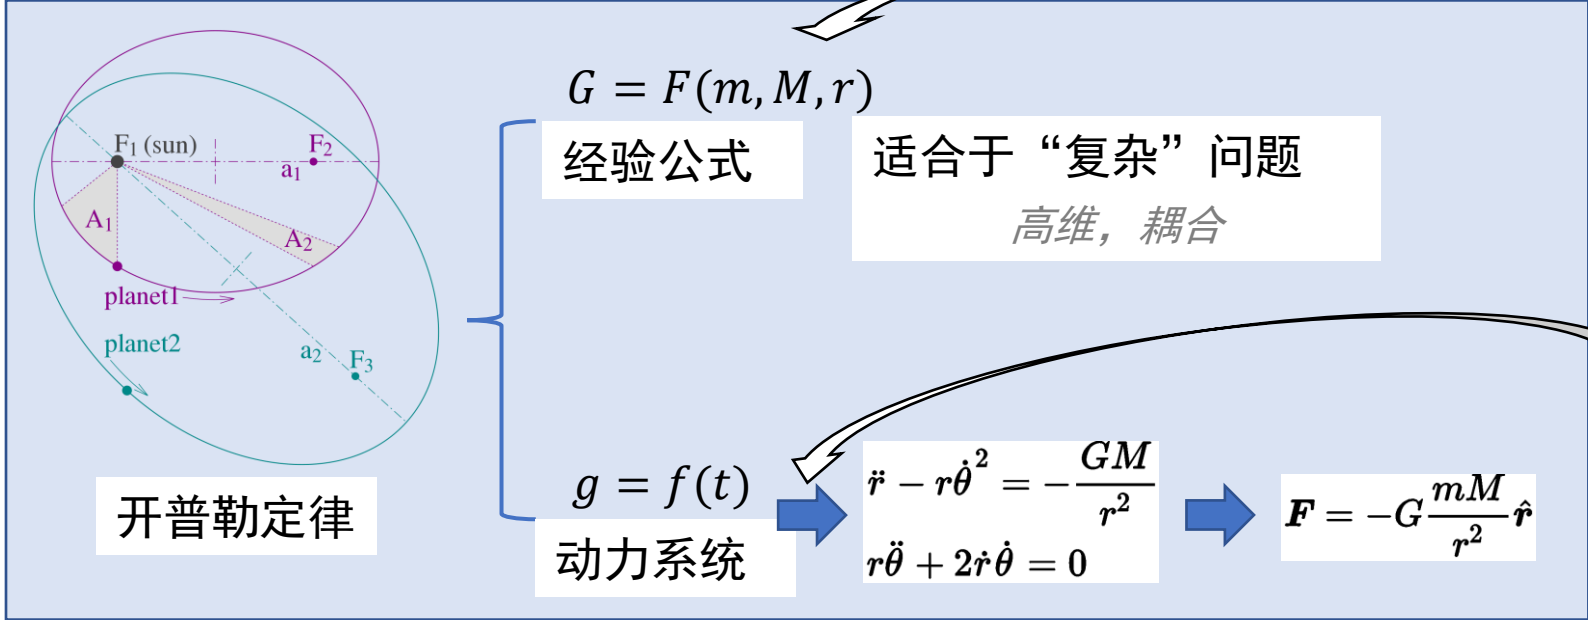 F₁ (sun)
F₂
a₁
A₁
A₂
planet1
planet2
a₂
F₃
开普勒定律
G = F(m, M, r)
经验公式
适合于“复杂”问题
高维，耦合
g = f(t)
动力系统
r̈ − rθ̇² = −GM/r²
rθ̈ + 2ṙθ̇ = 0
F = −G mM/r² r̂